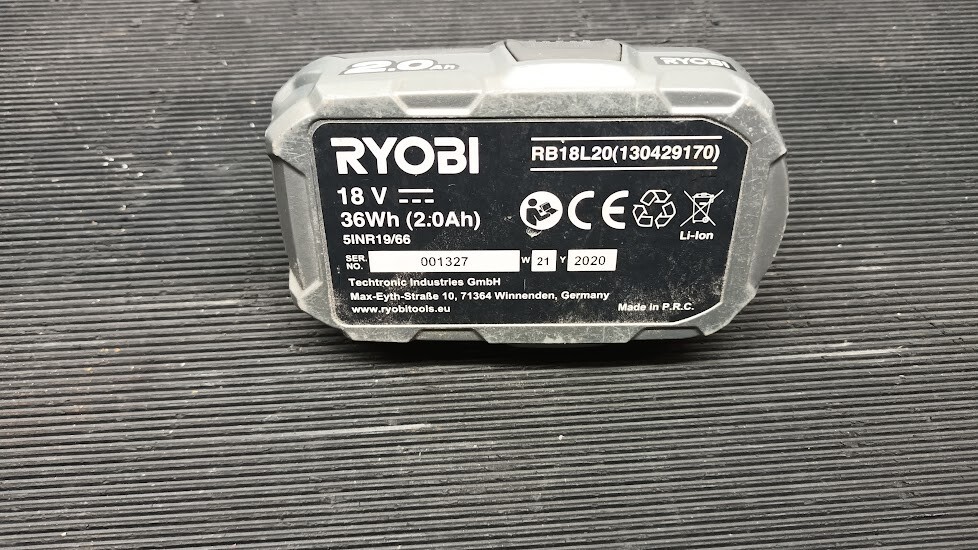 2.0Ah
RYOBI
RYOBI
RB18L20(130429170)
18 V
36Wh (2.0Ah)
5INR19/66
CE
Li-Ion
SER. NO. 001327 W 21 Y 2020
Techtronic Industries GmbH
Max-Eyth-Straße 10, 71364 Winnenden, Germany
www.ryobitools.eu
Made in P.R.C.